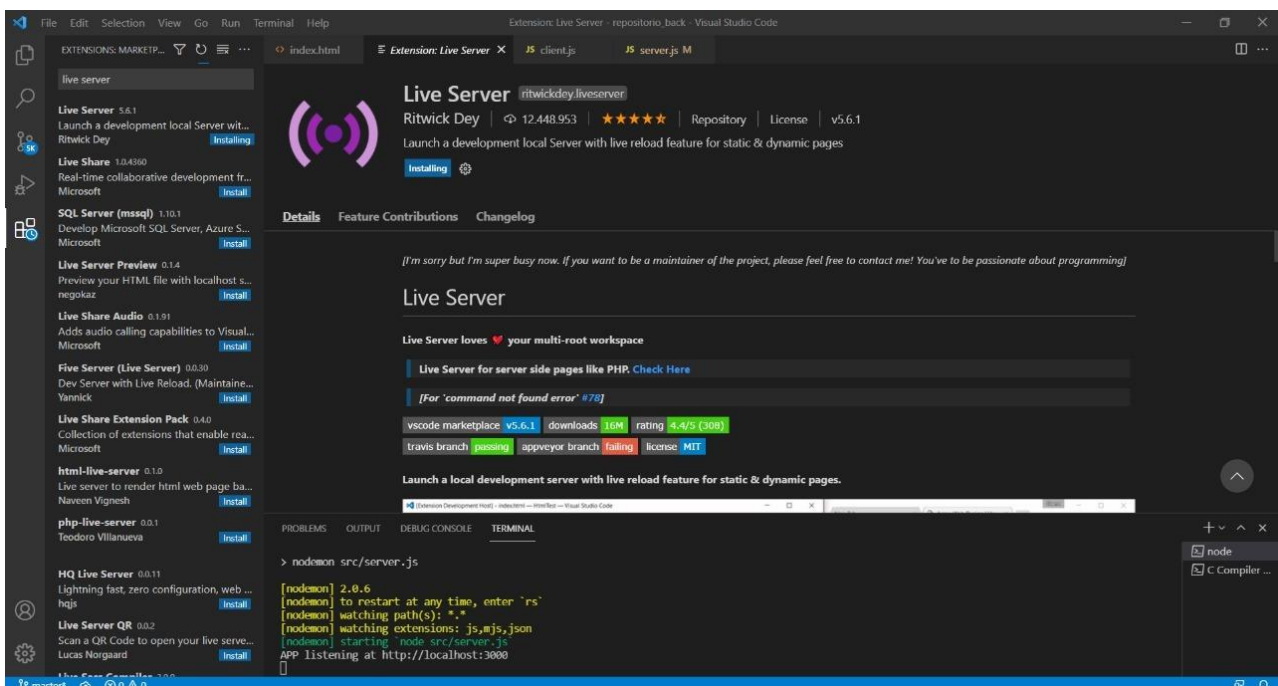 File Edit Selection View Go Run Terminal Help
Extension: Live Server - repositorio_back - Visual Studio Code
EXTENSIONS: MARKETP...
index.html
Extension: Live Server
JS client.js
JS server.js M
live server
5K
Live Server 5.6.1
Launch a development local Server wit...
Ritwick Dey
Installing
Live Share 1.0.4360
Real-time collaborative development fr...
Microsoft
Install
SQL Server (mssql) 1.10.1
Develop Microsoft SQL Server, Azure S...
Microsoft
Install
Live Server Preview 0.1.4
Preview your HTML file with localhost s...
negokaz
Install
Live Share Audio 0.1.91
Adds audio calling capabilities to Visual...
Microsoft
Install
Five Server (Live Server) 0.0.30
Dev Server with Live Reload. (Maintaine...
Yannick
Install
Live Share Extension Pack 0.4.0
Collection of extensions that enable rea...
Microsoft
Install
html-live-server 0.1.0
Live server to render html web page ba...
Naveen Vignesh
Install
php-live-server 0.0.1
Teodoro VIllanueva
Install
HQ Live Server 0.0.11
Lightning fast, zero configuration, web ...
hqjs
Install
Live Server QR 0.0.2
Scan a QR Code to open your live serve...
Lucas Norgaard
Install
Live Server ritwickdey.liveserver
Ritwick Dey
12.448.953
Repository
License
v5.6.1
Launch a development local Server with live reload feature for static & dynamic pages
Installing
Details
Feature Contributions
Changelog
[I'm sorry but I'm super busy now. If you want to be a maintainer of the project, please feel free to contact me! You've to be passionate about programming]
Live Server
Live Server loves ❤️ your multi-root workspace
Live Server for server side pages like PHP. Check Here
[For 'command not found error' #78]
vscode marketplace v5.6.1 downloads 16M rating 4.4/5 (308)
travis branch passing appveyor branch failing license MIT
Launch a local development server with live reload feature for static & dynamic pages.
[Extension Development Host] - index.html — HtmlTest — Visual Studio Code
PROBLEMS OUTPUT DEBUG CONSOLE TERMINAL
> nodemon src/server.js
[nodemon] 2.0.6
[nodemon] to restart at any time, enter `rs`
[nodemon] watching path(s): *.*
[nodemon] watching extensions: js,mjs,json
[nodemon] starting `node src/server.js`
APP listening at http://localhost:3000
node
C Compiler ...